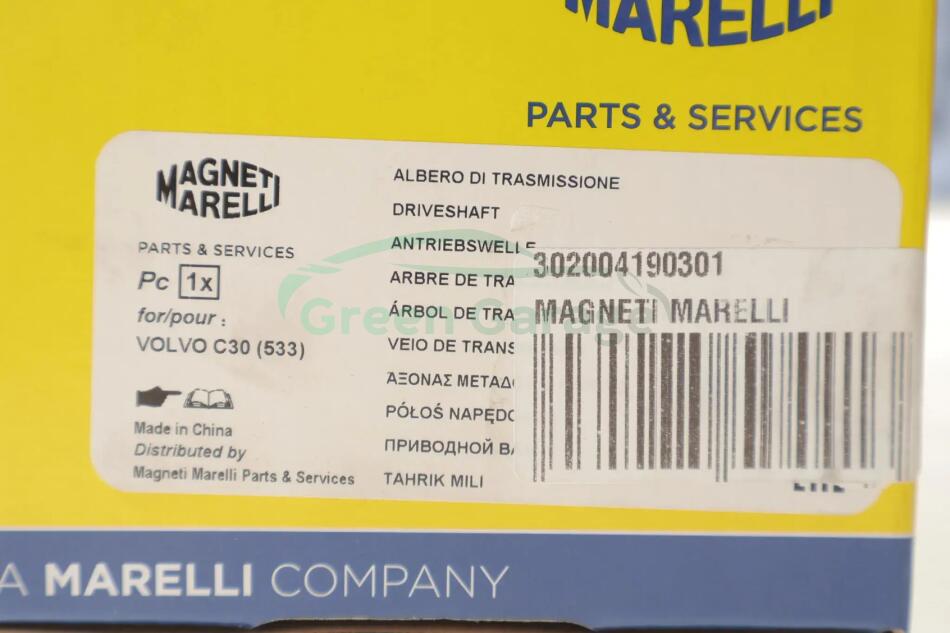 MARELLI
PARTS & SERVICES
MAGNETI
MARELLI
PARTS & SERVICES
Pc 1x
for/pour :
VOLVO C30 (533)
Made in China
Distributed by
Magneti Marelli Parts & Services
ALBERO DI TRASMISSIONE
DRIVESHAFT
ANTRIEBSWELLE
ARBRE DE TRA
ÁRBOL DE TRA
VEIO DE TRANS
ΆΞΟΝΑΣ ΜΕΤΑΔ
PÓŁOŚ NAPĘDO
ПРИВОДНОЙ ВА
TAHRIK MILI
302004190301
MAGNETI MARELLI
Green Garage
A MARELLI COMPANY